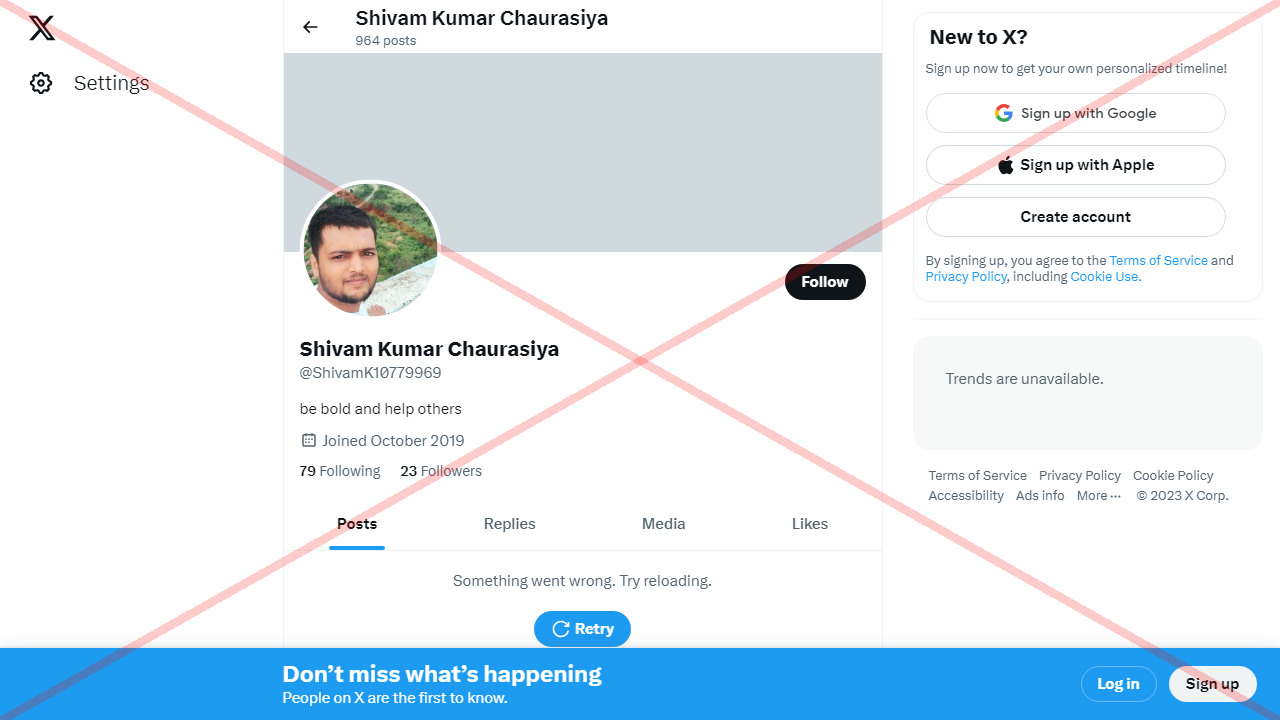 Settings
Shivam Kumar Chaurasiya
964 posts
Follow
Shivam Kumar Chaurasiya
@ShivamK10779969
be bold and help others
Joined October 2019
79 Following 23 Followers
Posts Replies Media Likes
Something went wrong. Try reloading.
Retry
New to X?
Sign up now to get your own personalized timeline!
Sign up with Google
Sign up with Apple
Create account
By signing up, you agree to the Terms of Service and
Privacy Policy, including Cookie Use.
Trends are unavailable.
Terms of Service Privacy Policy Cookie Policy
Accessibility Ads info More ··· © 2023 X Corp.
Don’t miss what’s happening
People on X are the first to know.
Log in Sign up